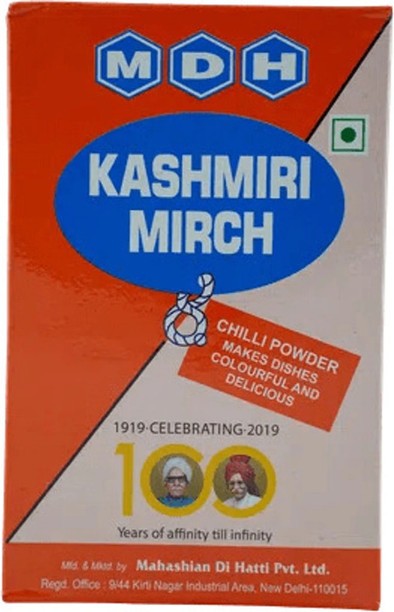 MDH
KASHMIRI
MIRCH
CHILLI POWDER
MAKES DISHES
COLOURFUL AND
DELICIOUS
1919·CELEBRATING·2019
100
Years of affinity till infinity
Mfd. & Mktd. by Mahashian Di Hatti Pvt. Ltd.
Regd. Office : 9/44 Kirti Nagar Industrial Area, New Delhi-110015